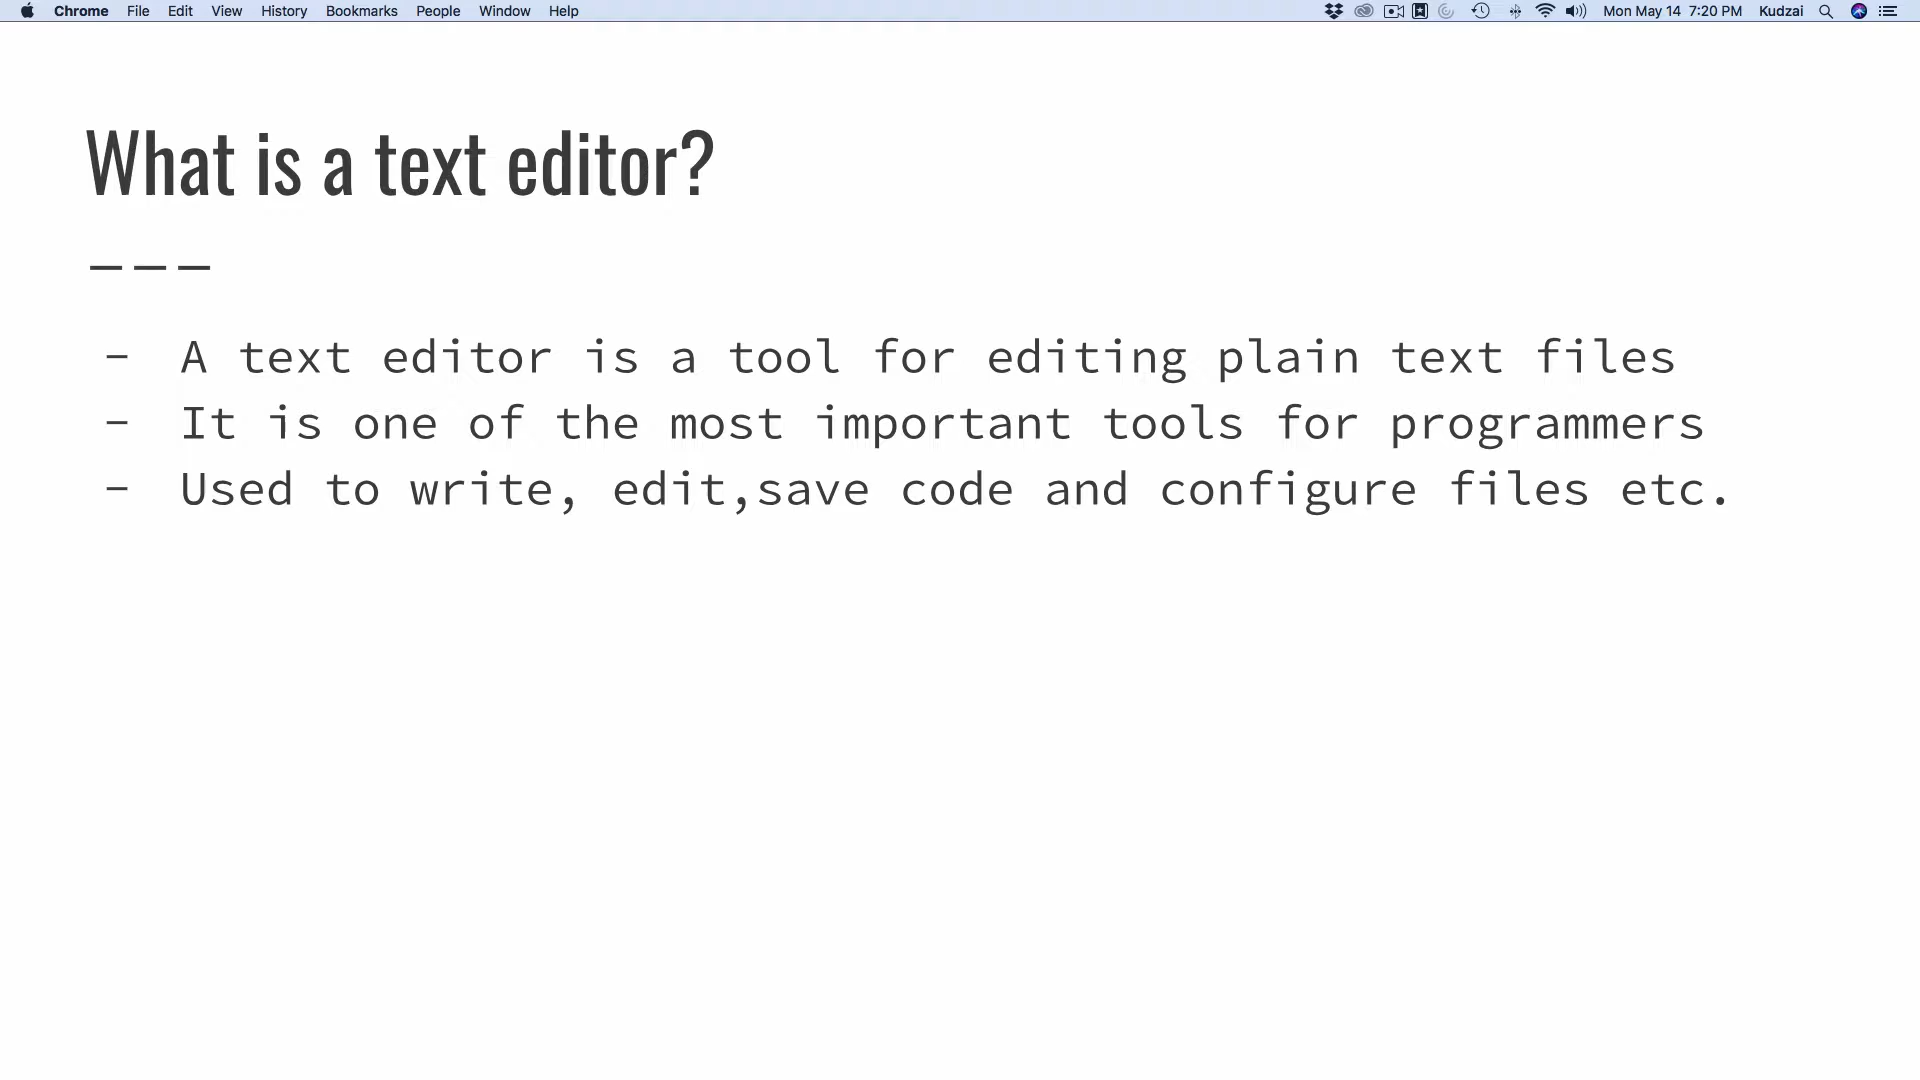 Chrome File Edit View History Bookmarks People Window Help Mon May 14 7:20 PM Kudzai
What is a text editor?
– – –
- A text editor is a tool for editing plain text files
- It is one of the most important tools for programmers
- Used to write, edit,save code and configure files etc.